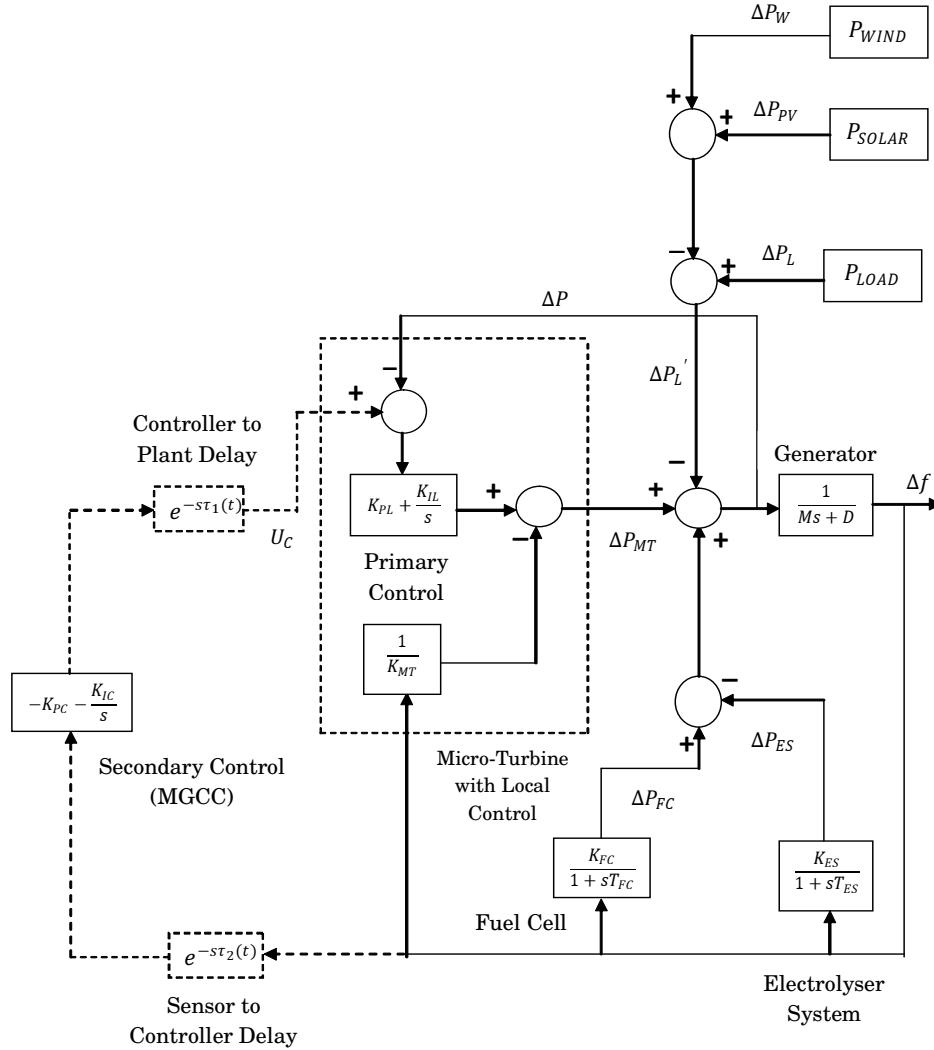 ΔP_W
P_WIND
+
+
ΔP_PV
P_SOLAR
−
+
ΔP_L
P_LOAD
ΔP
−
+
ΔP_L′
Controller to
Plant Delay
e^{-sτ_1(t)}
U_C
K_PL + K_IL/s
Primary
Control
+
−
+
−
+
ΔP_MT
Generator
1/(Ms + D)
Δf
1/K_MT
−K_PC − K_IC/s
Secondary Control
(MGCC)
Micro-Turbine
with Local
Control
−
+
ΔP_ES
ΔP_FC
K_FC/(1 + sT_FC)
Fuel Cell
K_ES/(1 + sT_ES)
Electrolyser
System
e^{-sτ_2(t)}
Sensor to
Controller Delay